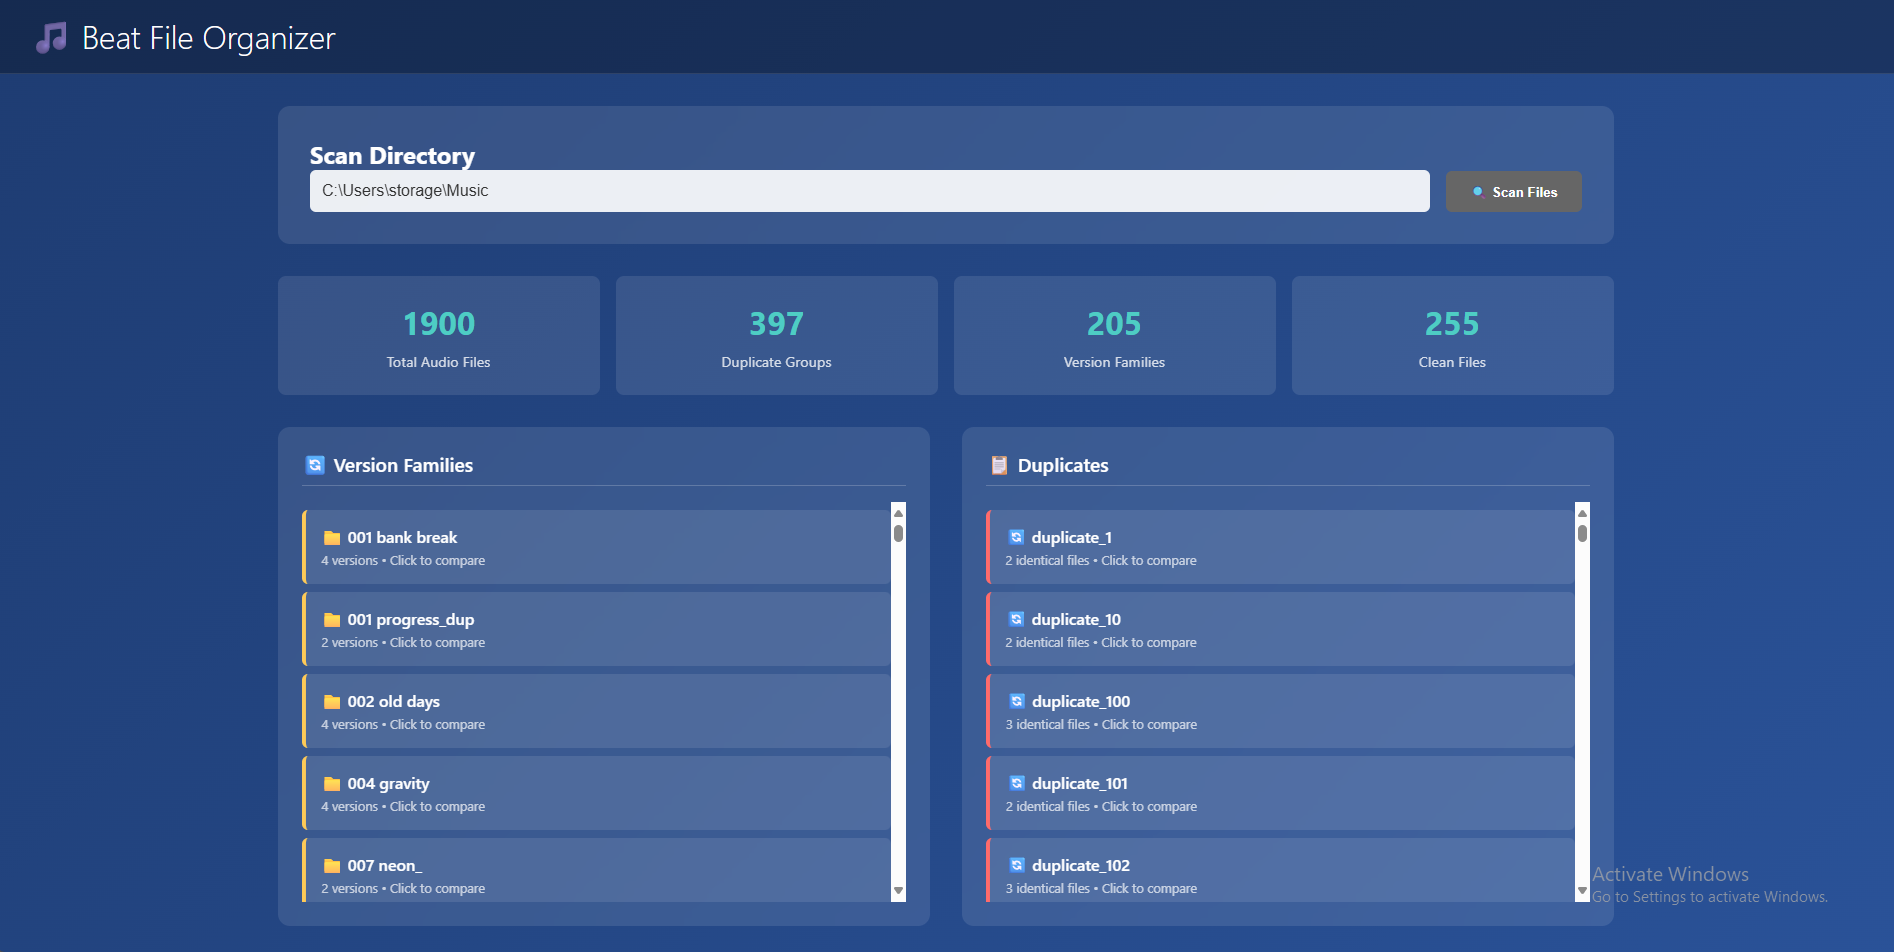 Beat File Organizer
Scan Directory
C:\Users\storage\Music
Scan Files
1900
Total Audio Files
397
Duplicate Groups
205
Version Families
255
Clean Files
Version Families
001 bank break
4 versions • Click to compare
001 progress_dup
2 versions • Click to compare
002 old days
4 versions • Click to compare
004 gravity
4 versions • Click to compare
007 neon_
2 versions • Click to compare
Duplicates
duplicate_1
2 identical files • Click to compare
duplicate_10
2 identical files • Click to compare
duplicate_100
3 identical files • Click to compare
duplicate_101
2 identical files • Click to compare
duplicate_102
3 identical files • Click to compare
Activate Windows
Go to Settings to activate Windows.